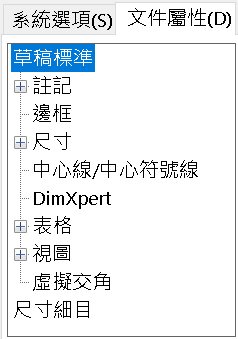 系統選項(S) 文件屬性(D)
草稿標準
註記
邊框
尺寸
中心線/中心符號線
DimXpert
表格
視圖
虛擬交角
尺寸細目